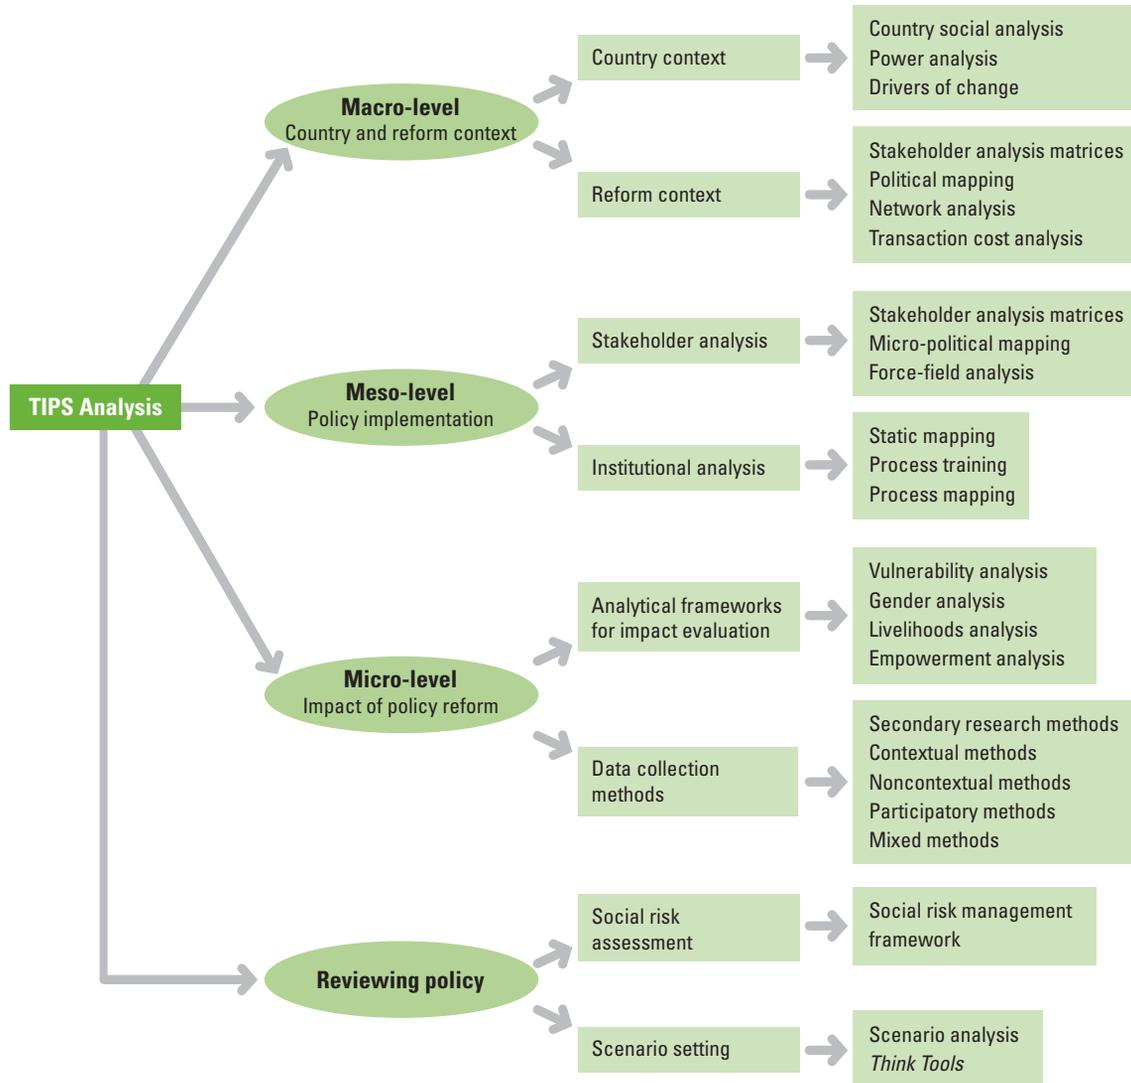 TIPS Analysis
Macro-level
Country and reform context
Country context
Country social analysis
Power analysis
Drivers of change
Reform context
Stakeholder analysis matrices
Political mapping
Network analysis
Transaction cost analysis
Meso-level
Policy implementation
Stakeholder analysis
Stakeholder analysis matrices
Micro-political mapping
Force-field analysis
Institutional analysis
Static mapping
Process training
Process mapping
Micro-level
Impact of policy reform
Analytical frameworks
for impact evaluation
Vulnerability analysis
Gender analysis
Livelihoods analysis
Empowerment analysis
Data collection
methods
Secondary research methods
Contextual methods
Noncontextual methods
Participatory methods
Mixed methods
Reviewing policy
Social risk
assessment
Social risk management
framework
Scenario setting
Scenario analysis
Think Tools